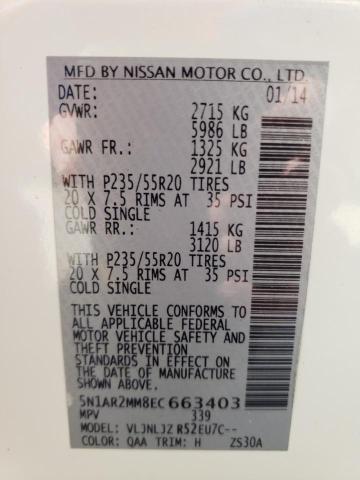 MFD BY NISSAN MOTOR CO., LTD
DATE: 01/14
GVWR: 2715 KG
5986 LB
GAWR FR.: 1325 KG
2921 LB
WITH P235/55R20 TIRES
20 X 7.5 RIMS AT 35 PSI
COLD SINGLE
GAWR RR.: 1415 KG
3120 LB
WITH P235/55R20 TIRES
20 X 7.5 RIMS AT 35 PSI
COLD SINGLE
THIS VEHICLE CONFORMS TO
ALL APPLICABLE FEDERAL
MOTOR VEHICLE SAFETY AND
THEFT PREVENTION
STANDARDS IN EFFECT ON
THE DATE OF MANUFACTURE
SHOWN ABOVE.
5N1AR2MM8EC663403
MPV 339
MODEL: VLJNLJZ R52EU7C--
COLOR: QAA TRIM: H ZS30A